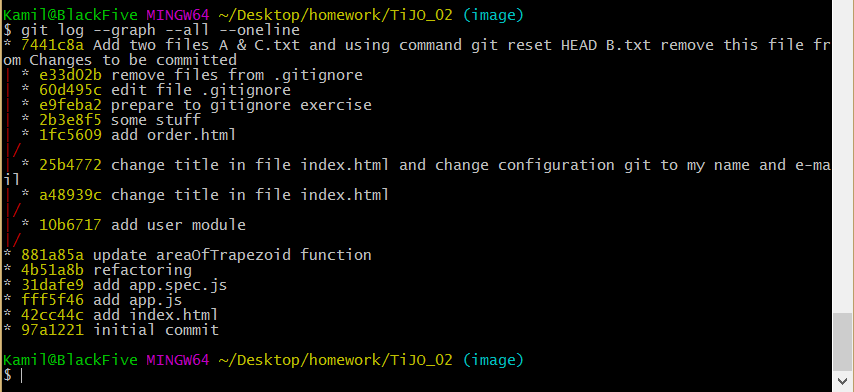 Kamil@BlackFive MINGW64 ~/Desktop/homework/TiJO_02 (image)
$ git log --graph --all --oneline
* 7441c8a Add two files A & C.txt and using command git reset HEAD B.txt remove this file fr
om Changes to be committed
| * e33d02b remove files from .gitignore
| * 60d495c edit file .gitignore
| * e9feba2 prepare to gitignore exercise
| * 2b3e8f5 some stuff
| * 1fc5609 add order.html
|/
| * 25b4772 change title in file index.html and change configuration git to my name and e-ma
il
| * a48939c change title in file index.html
|/
| * 10b6717 add user module
|/
* 881a85a update areaOfTrapezoid function
* 4b51a8b refactoring
* 31dafe9 add app.spec.js
* fff5f46 add app.js
* 42cc44c add index.html
* 97a1221 initial commit
Kamil@BlackFive MINGW64 ~/Desktop/homework/TiJO_02 (image)
$